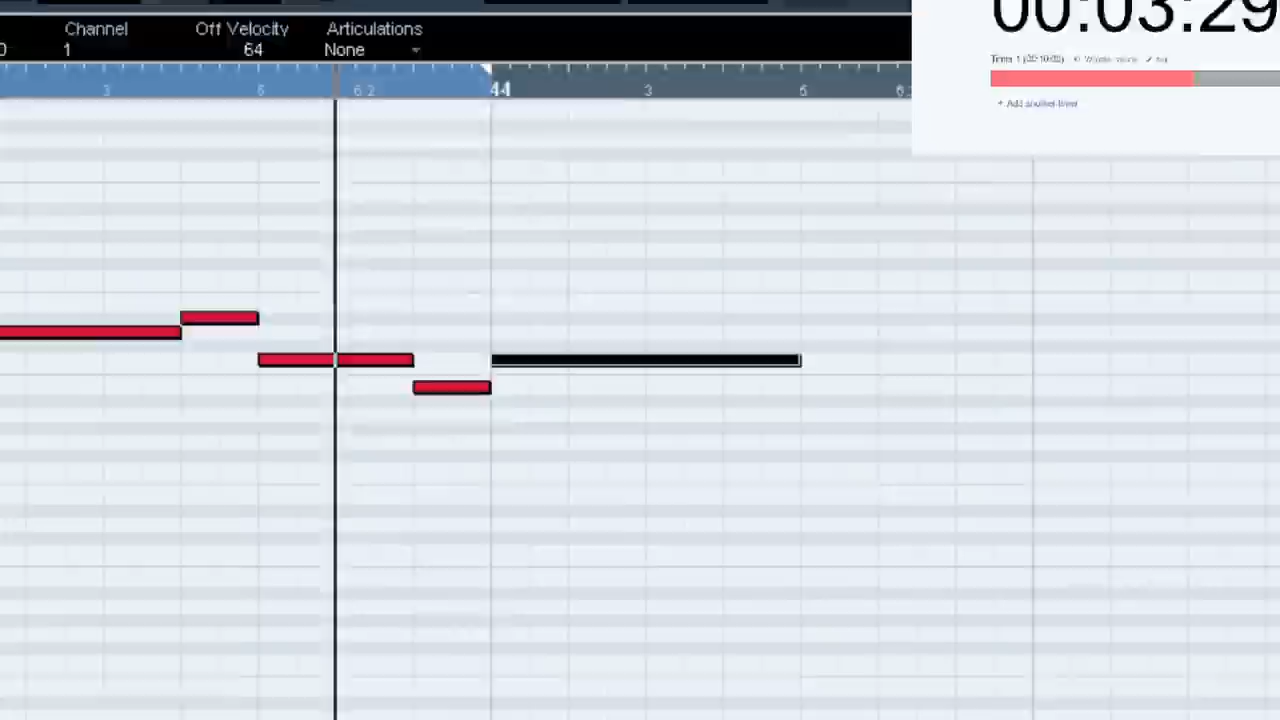 Channel Off Velocity Articulations
1 64 None
00:03:29
3 5 6.2 44 3 5
+ Add another timer